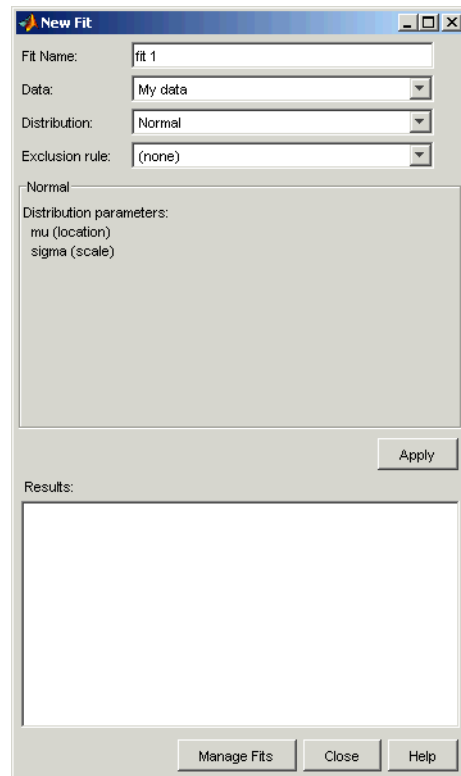 New Fit
Fit Name: fit 1
Data: My data
Distribution: Normal
Exclusion rule: (none)
Normal
Distribution parameters:
mu (location)
sigma (scale)
Apply
Results:
Manage Fits Close Help